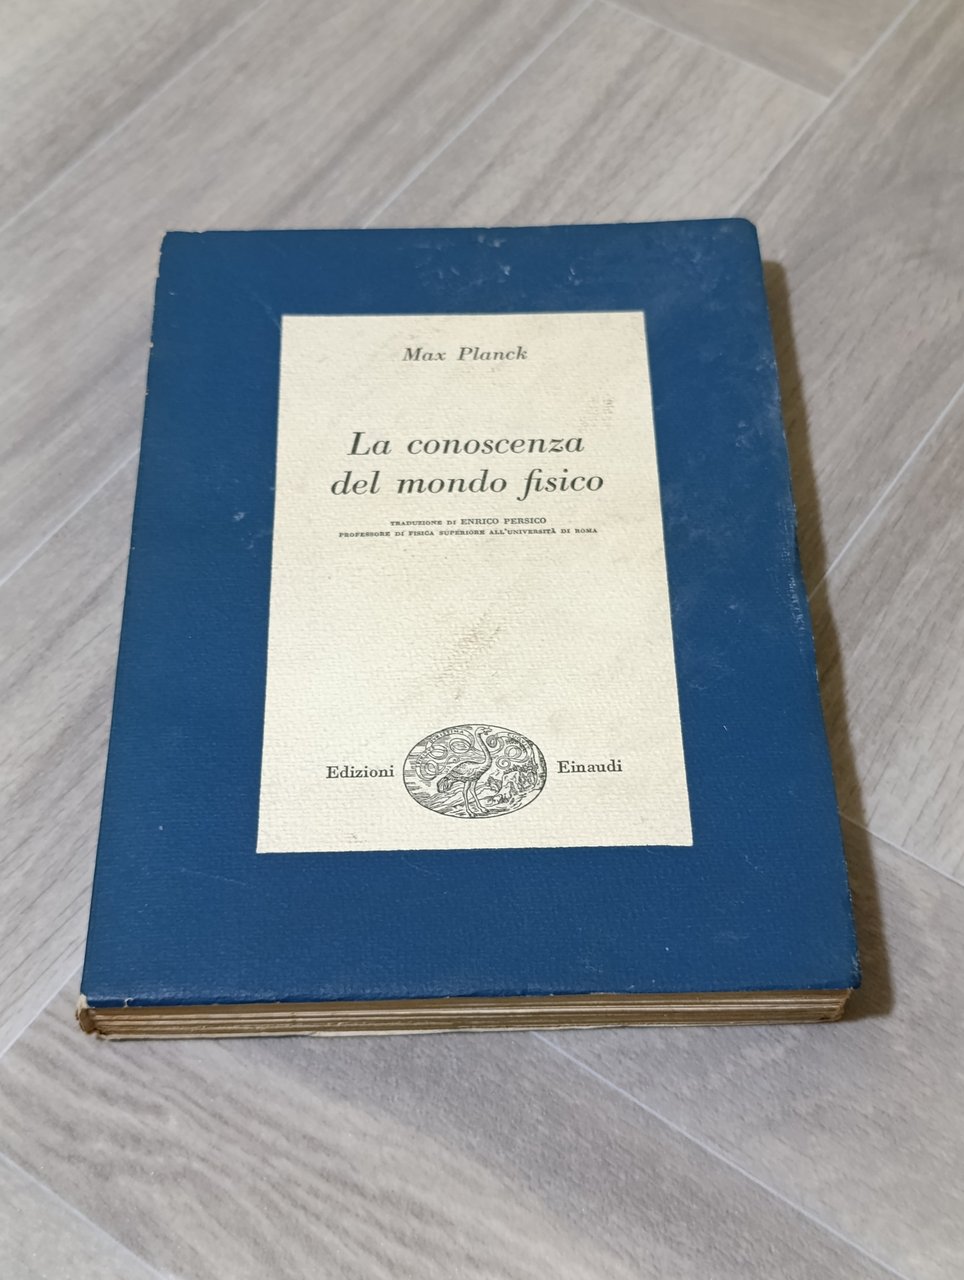 Max Planck
La conoscenza
del mondo fisico
TRADUZIONE DI ENRICO PERSICO
PROFESSORE DI FISICA SUPERIORE ALL'UNIVERSITÀ DI ROMA
Edizioni Einaudi